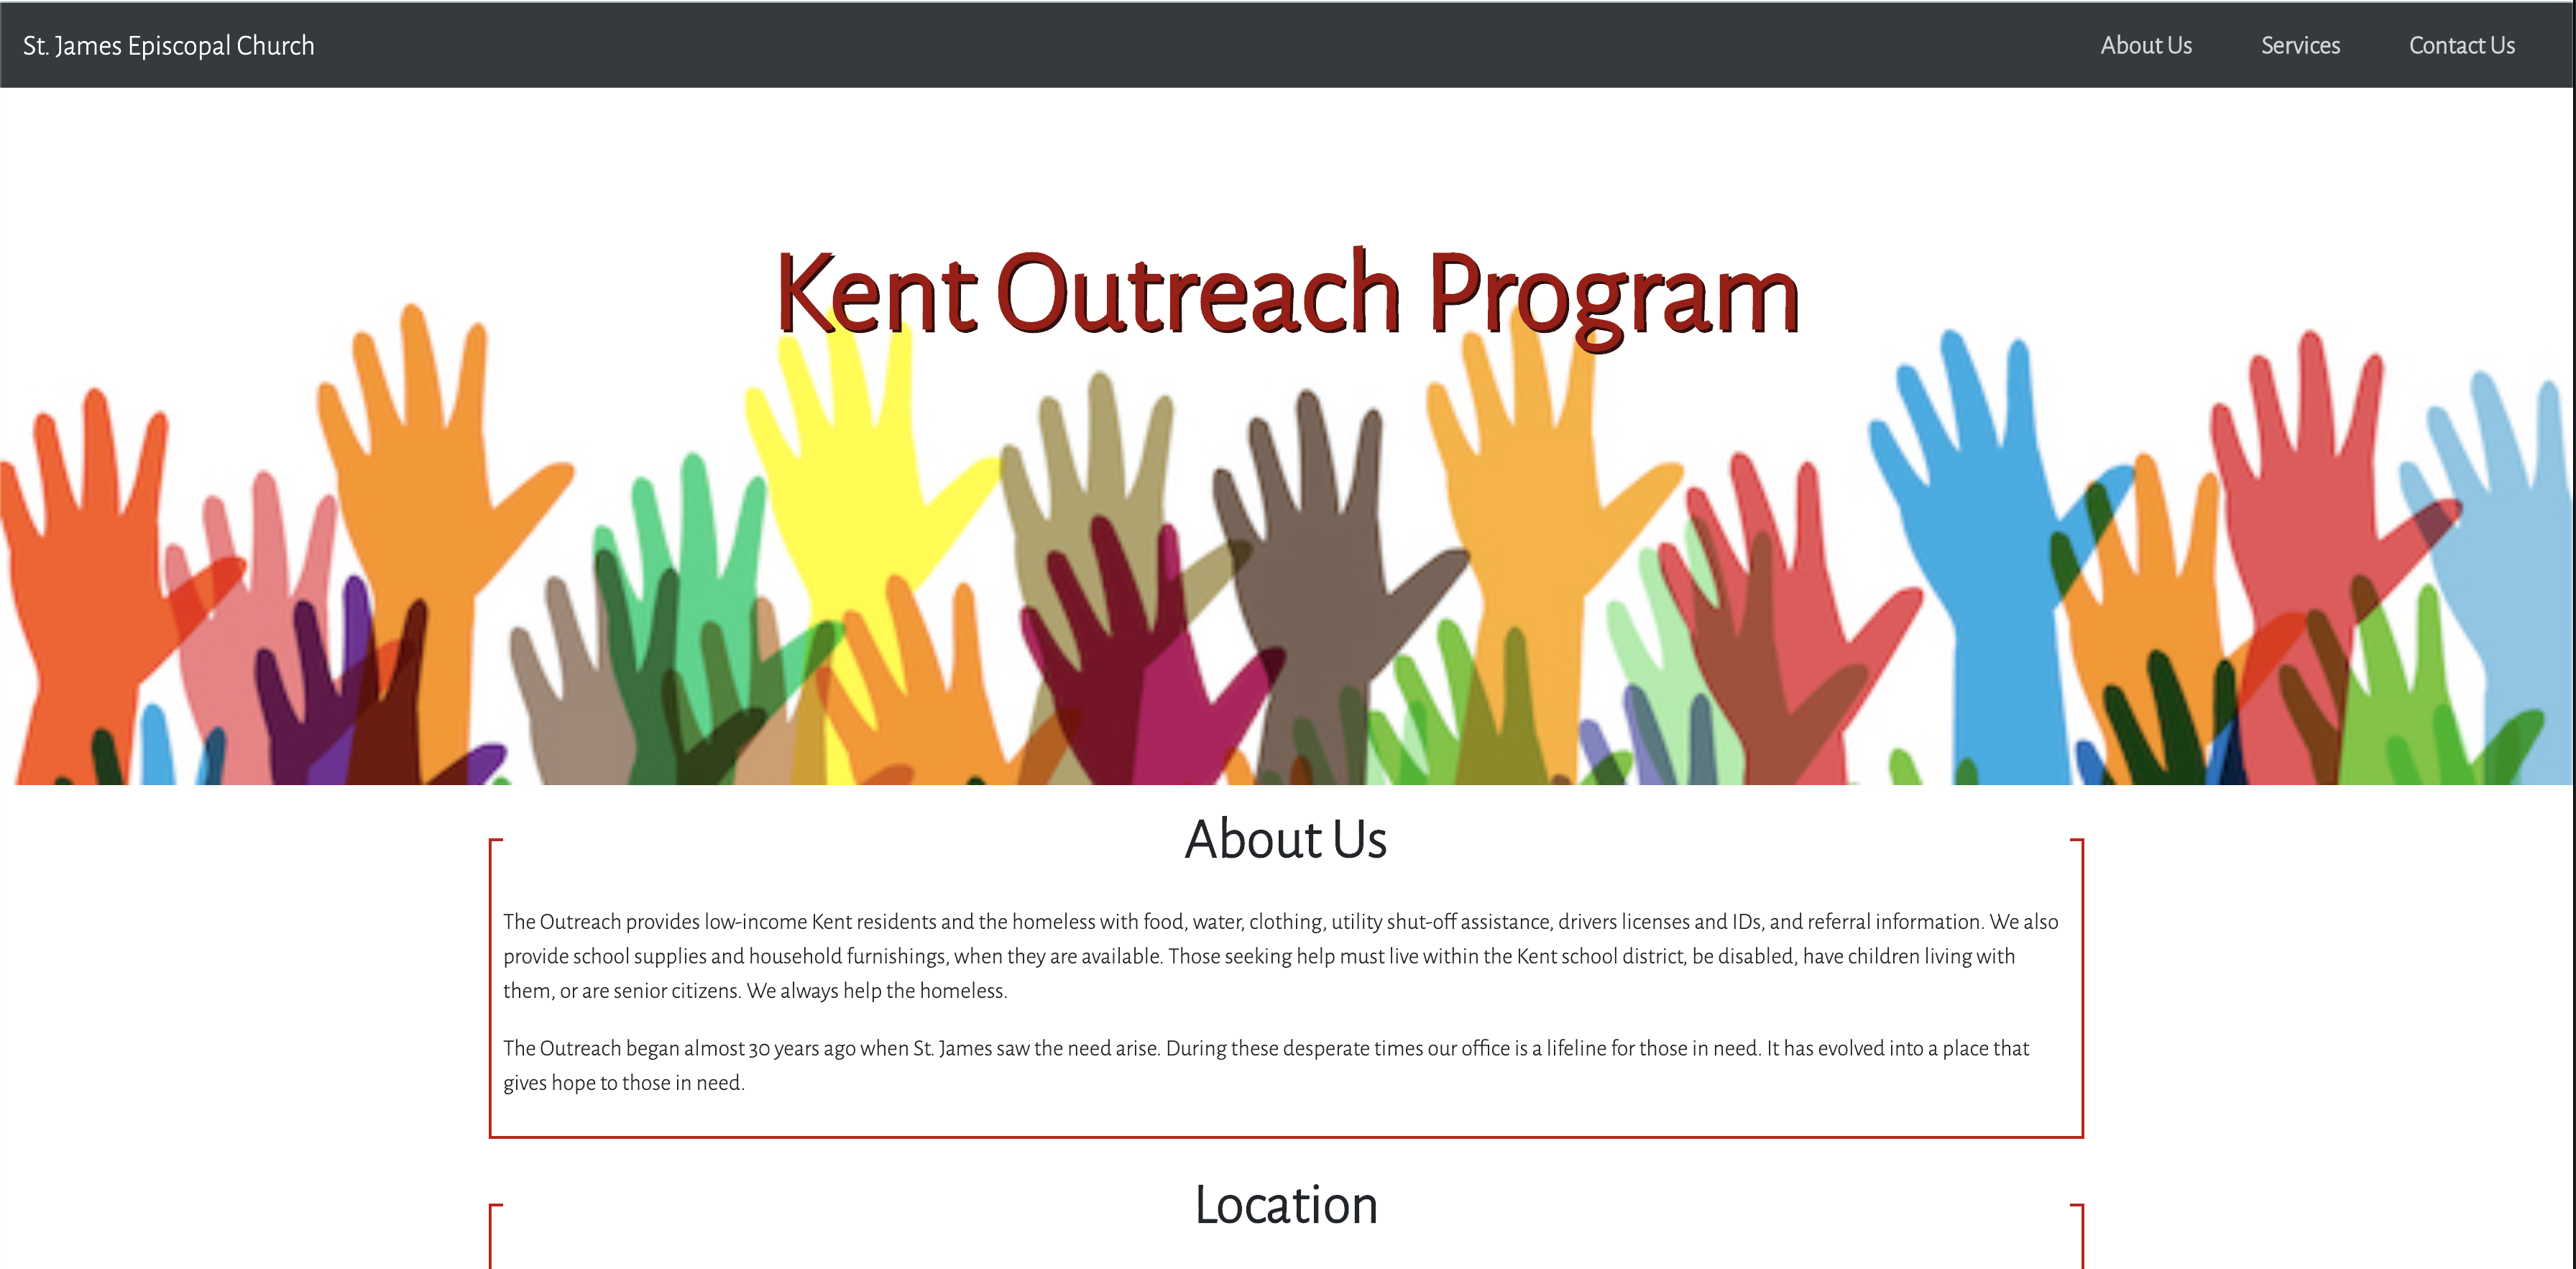 St. James Episcopal Church
About Us Services Contact Us
Kent Outreach Program
About Us
The Outreach provides low-income Kent residents and the homeless with food, water, clothing, utility shut-off assistance, drivers licenses and IDs, and referral information. We also
provide school supplies and household furnishings, when they are available. Those seeking help must live within the Kent school district, be disabled, have children living with
them, or are senior citizens. We always help the homeless.
The Outreach began almost 30 years ago when St. James saw the need arise. During these desperate times our office is a lifeline for those in need. It has evolved into a place that
gives hope to those in need.
Location